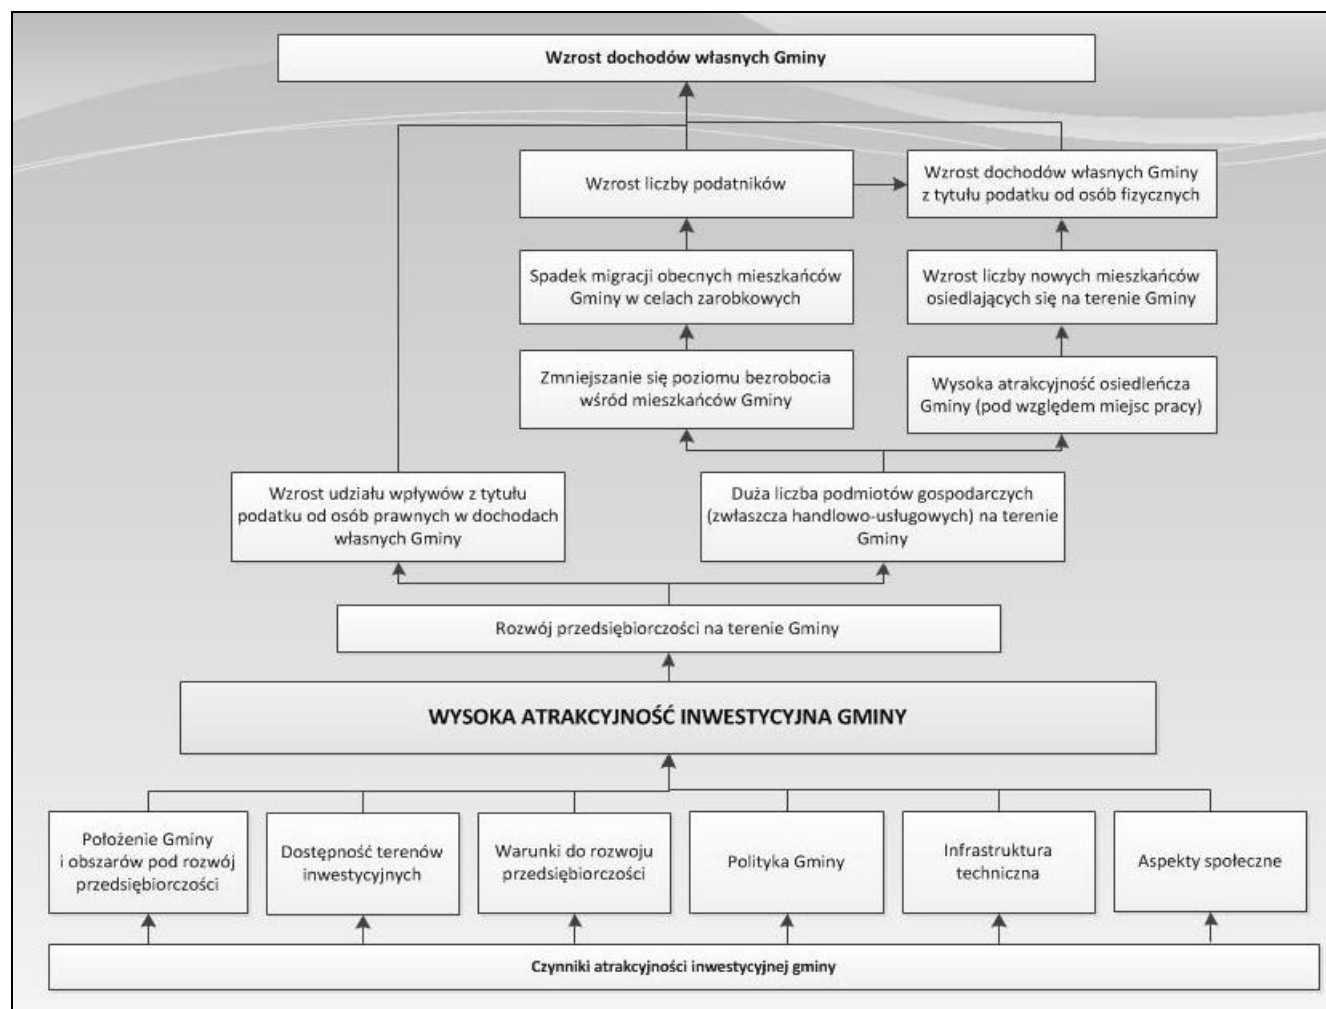 Wzrost dochodów własnych Gminy
Wzrost liczby podatników
Wzrost dochodów własnych Gminy
z tytułu podatku od osób fizycznych
Spadek migracji obecnych mieszkańców
Gminy w celach zarobkowych
Wzrost liczby nowych mieszkańców
osiedlających się na terenie Gminy
Zmniejszanie się poziomu bezrobocia
wśród mieszkańców Gminy
Wysoka atrakcyjność osiedleńcza
Gminy (pod względem miejsc pracy)
Wzrost udziału wpływów z tytułu
podatku od osób prawnych w dochodach
własnych Gminy
Duża liczba podmiotów gospodarczych
(zwłaszcza handlowo-usługowych) na terenie
Gminy
Rozwój przedsiębiorczości na terenie Gminy
WYSOKA ATRAKCYJNOŚĆ INWESTYCYJNA GMINY
Położenie Gminy
i obszarów pod rozwój
przedsiębiorczości
Dostępność terenów
inwestycyjnych
Warunki do rozwoju
przedsiębiorczości
Polityka Gminy
Infrastruktura
techniczna
Aspekty społeczne
Czynniki atrakcyjności inwestycyjnej gminy